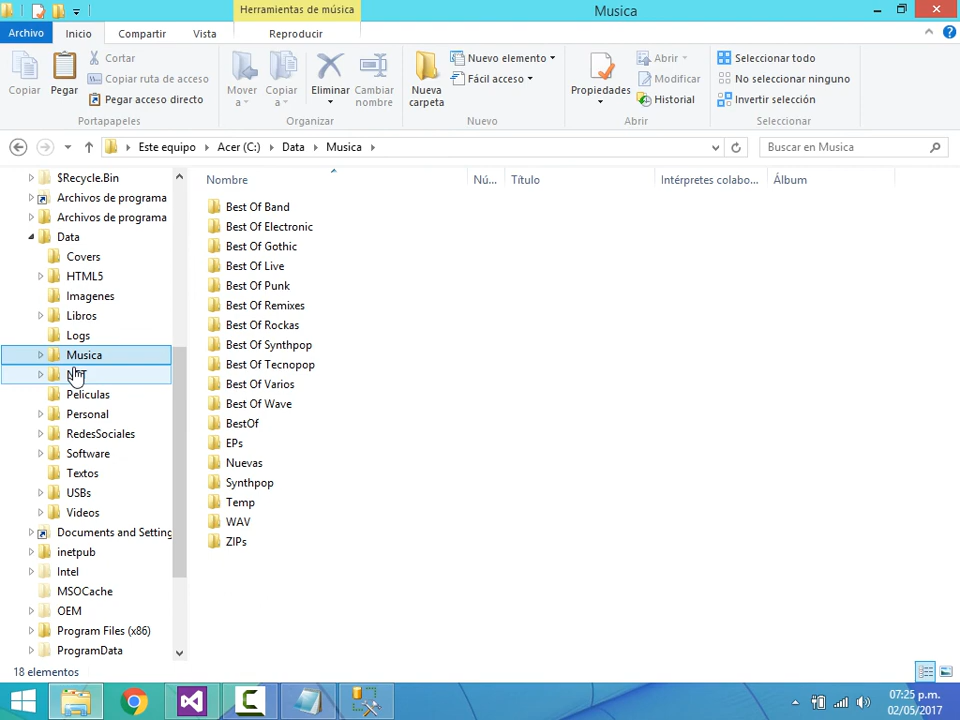 Herramientas de música
Musica
Archivo
Inicio
Compartir
Vista
Reproducir
Copiar
Pegar
Cortar
Copiar ruta de acceso
Pegar acceso directo
Portapapeles
Mover a
Copiar a
Eliminar
Cambiar nombre
Organizar
Nueva carpeta
Nuevo elemento
Fácil acceso
Nuevo
Propiedades
Abrir
Modificar
Historial
Abrir
Seleccionar todo
No seleccionar ninguno
Invertir selección
Seleccionar
Este equipo
Acer (C:)
Data
Musica
Buscar en Musica
$Recycle.Bin
Archivos de programa
Archivos de programa
Data
Covers
HTML5
Imagenes
Libros
Logs
Musica
Peliculas
Personal
RedesSociales
Software
Textos
USBs
Videos
Documents and Setting
inetpub
Intel
MSOCache
OEM
Program Files (x86)
ProgramData
Nombre
Nú...
Título
Intérpretes colabo...
Álbum
Best Of Band
Best Of Electronic
Best Of Gothic
Best Of Live
Best Of Punk
Best Of Remixes
Best Of Rockas
Best Of Synthpop
Best Of Tecnopop
Best Of Varios
Best Of Wave
BestOf
EPs
Nuevas
Synthpop
Temp
WAV
ZIPs
18 elementos
07:25 p.m.
02/05/2017